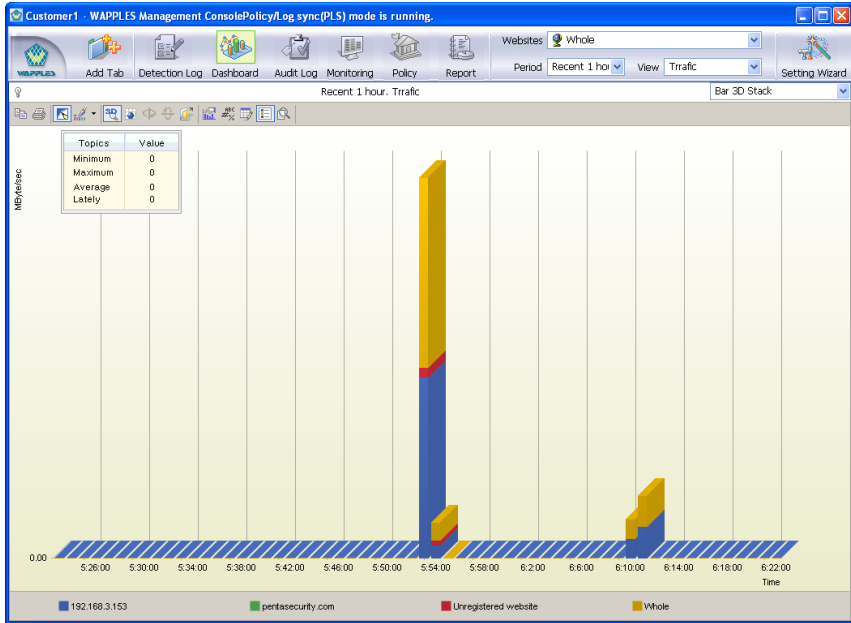 Customer1 - WAPPLES Management ConsolePolicy/Log sync(PLS) mode is running.
WAPPLES
Add Tab
Detection Log
Dashboard
Audit Log
Monitoring
Policy
Report
Websites Whole
Period Recent 1 hou View Trrafic
Setting Wizard
Recent 1 hour. Trrafic
Bar 3D Stack
3D
ABC
#%
Topics Value
Minimum 0
Maximum 0
Average 0
Lately 0
MByte/sec
0.00
5:26:00 5:30:00 5:34:00 5:38:00 5:42:00 5:46:00 5:50:00 5:54:00 5:58:00 6:2:00 6:6:00 6:10:00 6:14:00 6:18:00 6:22:00
Time
192.168.3.153 pentasecurity.com Unregistered website Whole